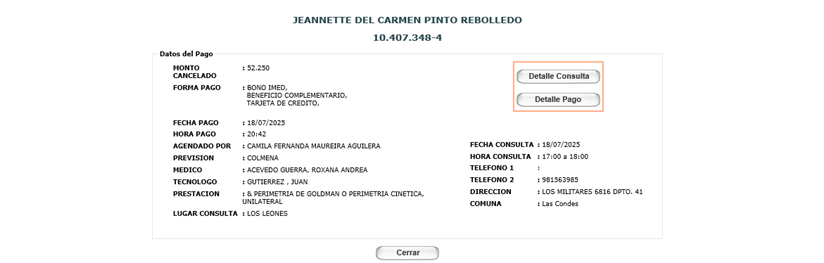 JEANNETTE DEL CARMEN PINTO REBOLLEDO
10.407.348-4
Datos del Pago
MONTO CANCELADO : 52.250
FORMA PAGO : BONO IMED,
BENEFICIO COMPLEMENTARIO,
TARJETA DE CREDITO,
Detalle Consulta
Detalle Pago
FECHA PAGO : 18/07/2025
HORA PAGO : 20:42
AGENDADO POR : CAMILA FERNANDA MAUREIRA AGUILERA
PREVISION : COLMENA
MEDICO : ACEVEDO GUERRA, ROXANA ANDREA
TECNOLOGO : GUTIERREZ , JUAN
PRESTACION : & PERIMETRIA DE GOLDMAN O PERIMETRIA CINETICA,
UNILATERAL
LUGAR CONSULTA : LOS LEONES
FECHA CONSULTA : 18/07/2025
HORA CONSULTA : 17:00 a 18:00
TELEFONO 1 :
TELEFONO 2 : 981563985
DIRECCION : LOS MILITARES 6816 DPTO. 41
COMUNA : Las Condes
Cerrar